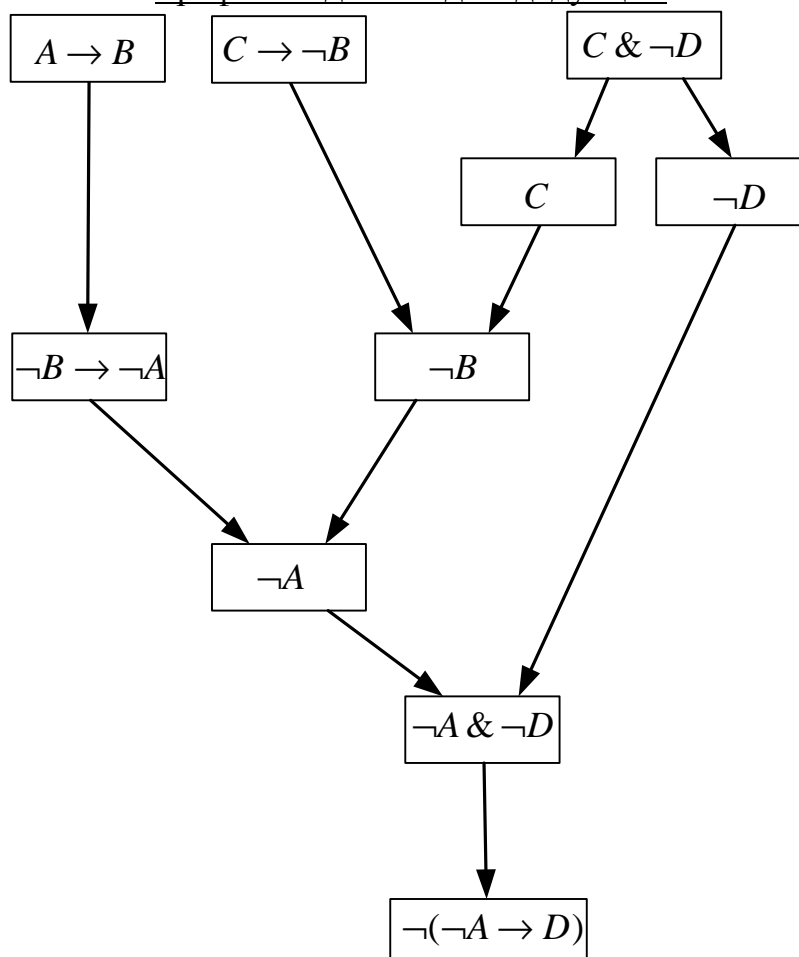 A → B
C → ¬B
C & ¬D
C
¬D
¬B → ¬A
¬B
¬A
¬A & ¬D
¬(¬A → D)